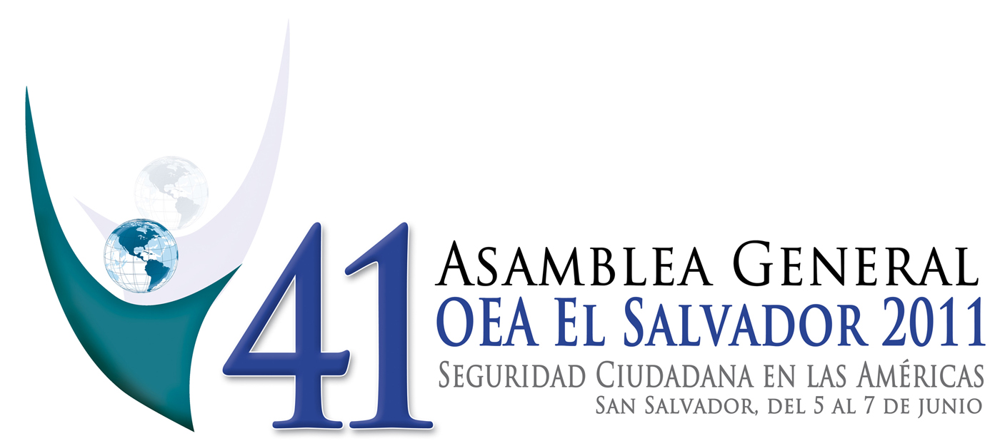 41 Asamblea General
OEA El Salvador 2011
Seguridad Ciudadana en las Américas
San Salvador, del 5 al 7 de junio